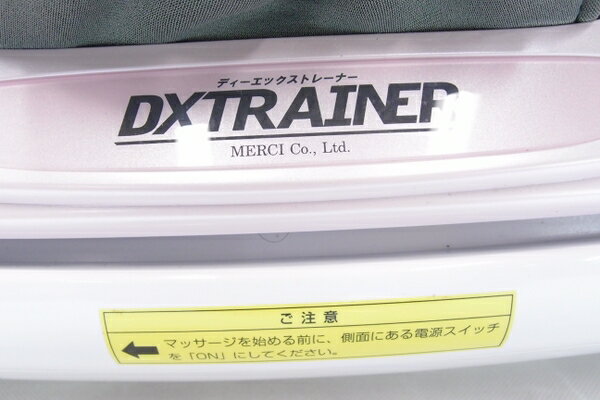 ディーエックストレーナー
DXTRAINER
MERCI Co., Ltd.
ご注意
マッサージを始める前に、側面にある電源スイッチ
を「ON」にしてください。